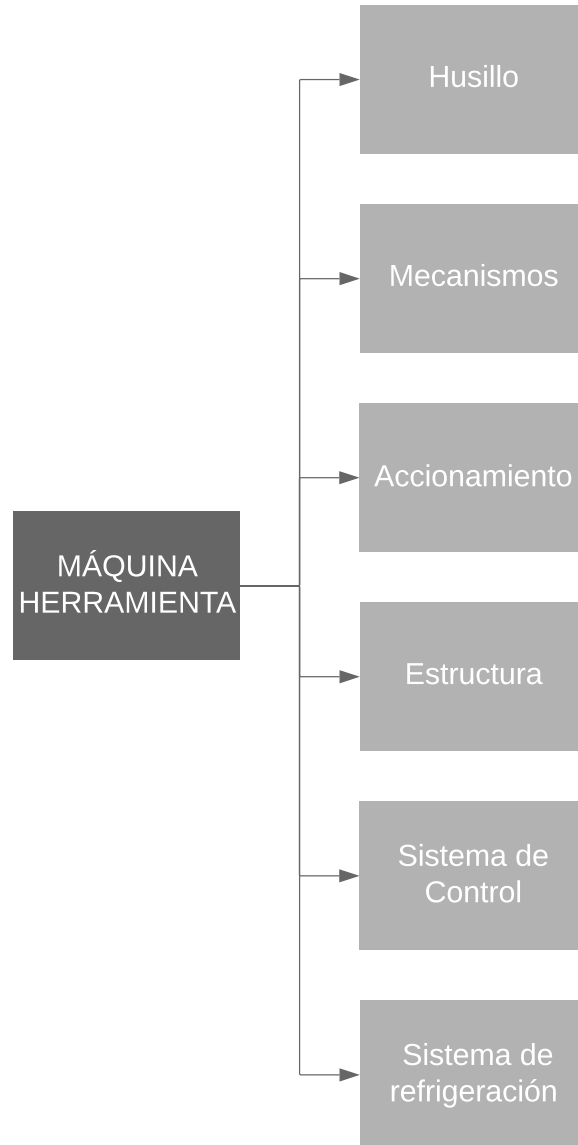 Husillo
Mecanismos
Accionamiento
MÁQUINA
HERRAMIENTA
Estructura
Sistema de
Control
Sistema de
refrigeración